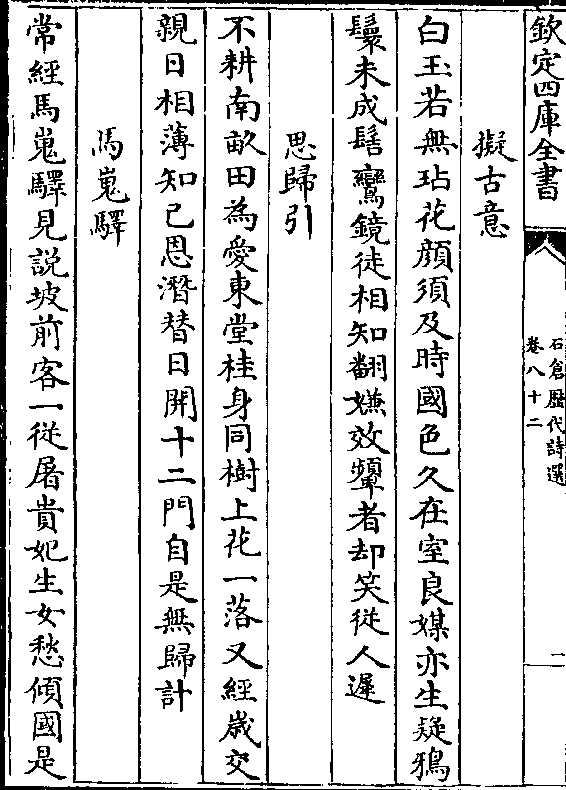 欽定四庫全書
石倉歷代詩選
卷八十二
二
擬古意
白玉若無玷花顔須及時國色久在室良媒亦生疑鴉
鬟未成髻鸞鏡徒相知翻嫌效顰者却笑從人遲
思歸引
不耕南畝田為愛東堂桂身同樹上花一落又經歲交
親日相薄知己恩潛替日開十二門自是無歸計
馬嵬驛
常經馬嵬驛見說坡前客一從屠貴妃生女愁傾國是